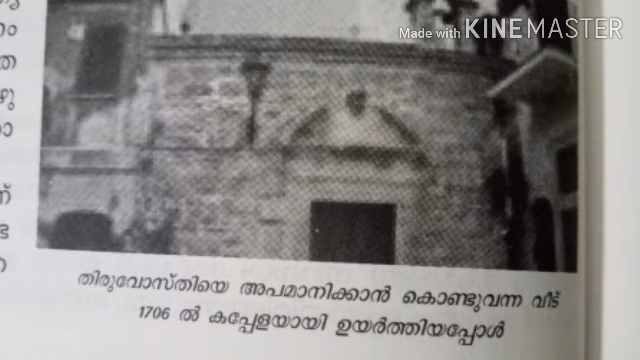 Made with KINEMASTER
തിരുവോസ്തിയെ അപമാനിക്കാൻ കൊണ്ടുവന്ന വീട്
1706 ൽ കപ്പേളയായി ഉയർത്തിയപ്പോൾ